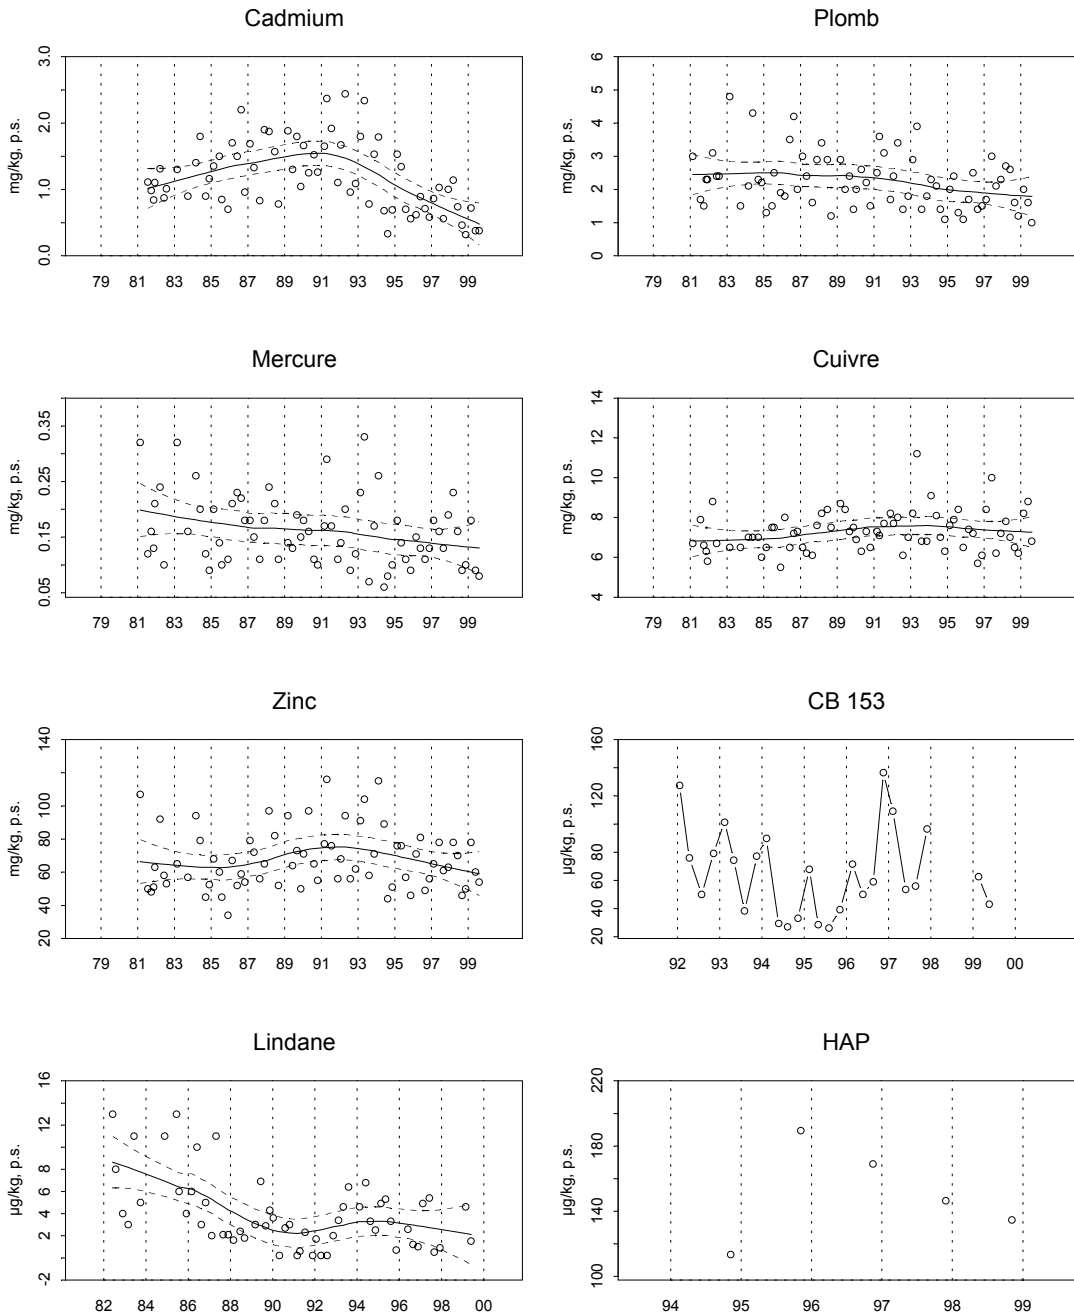 Cadmium
mg/kg, p.s.
0.0 1.0 2.0 3.0
79 81 83 85 87 89 91 93 95 97 99
Plomb
mg/kg, p.s.
0 1 2 3 4 5 6
79 81 83 85 87 89 91 93 95 97 99
Mercure
mg/kg, p.s.
0.05 0.15 0.25 0.35
79 81 83 85 87 89 91 93 95 97 99
Cuivre
mg/kg, p.s.
4 6 8 10 12 14
79 81 83 85 87 89 91 93 95 97 99
Zinc
mg/kg, p.s.
20 40 60 80 100 140
79 81 83 85 87 89 91 93 95 97 99
CB 153
µg/kg, p.s.
20 40 60 80 120 160
92 93 94 95 96 97 98 99 00
Lindane
µg/kg, p.s.
-2 2 4 6 8 12 16
82 84 86 88 90 92 94 96 98 00
HAP
µg/kg, p.s.
100 140 180 220
94 95 96 97 98 99